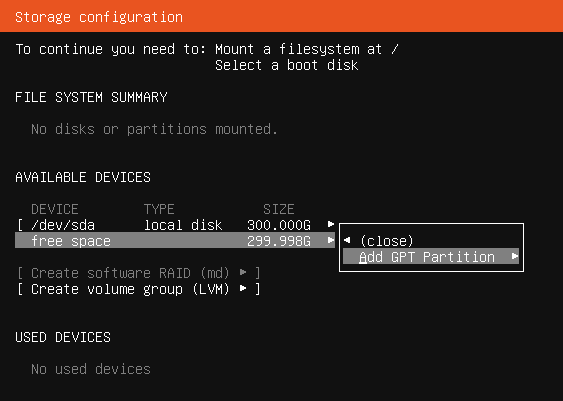 Storage configuration
To continue you need to: Mount a filesystem at /
Select a boot disk
FILE SYSTEM SUMMARY
No disks or partitions mounted.
AVAILABLE DEVICES
DEVICE TYPE SIZE
[ /dev/sda local disk 300.000G ▸
free space 299.998G ▸
◂ (close)
Add GPT Partition ▸
[ Create software RAID (md) ▸ ]
[ Create volume group (LVM) ▸ ]
USED DEVICES
No used devices